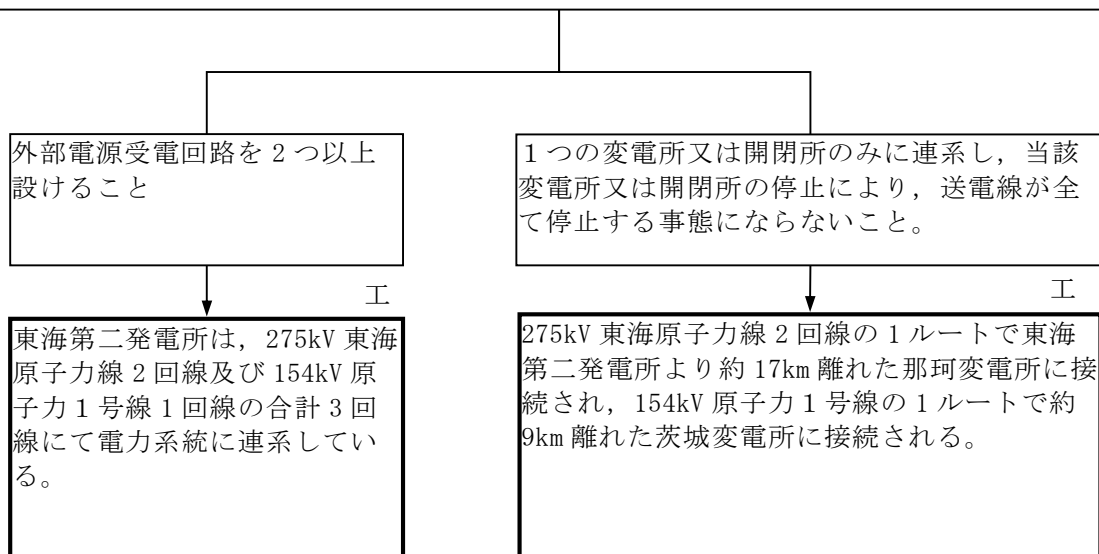 外部電源受電回路を2つ以上
設けること
1つの変電所又は開閉所のみに連系し，当該
変電所又は開閉所の停止により，送電線が全
て停止する事態にならないこと。
工
工
東海第二発電所は，275kV 東海
原子力線2回線及び 154kV 原
子力1号線1回線の合計3回
線にて電力系統に連系してい
る。
275kV 東海原子力線2回線の1ルートで東海
第二発電所より約 17km 離れた那珂変電所に接
続され，154kV 原子力1号線の1ルートで約
9km 離れた茨城変電所に接続される。